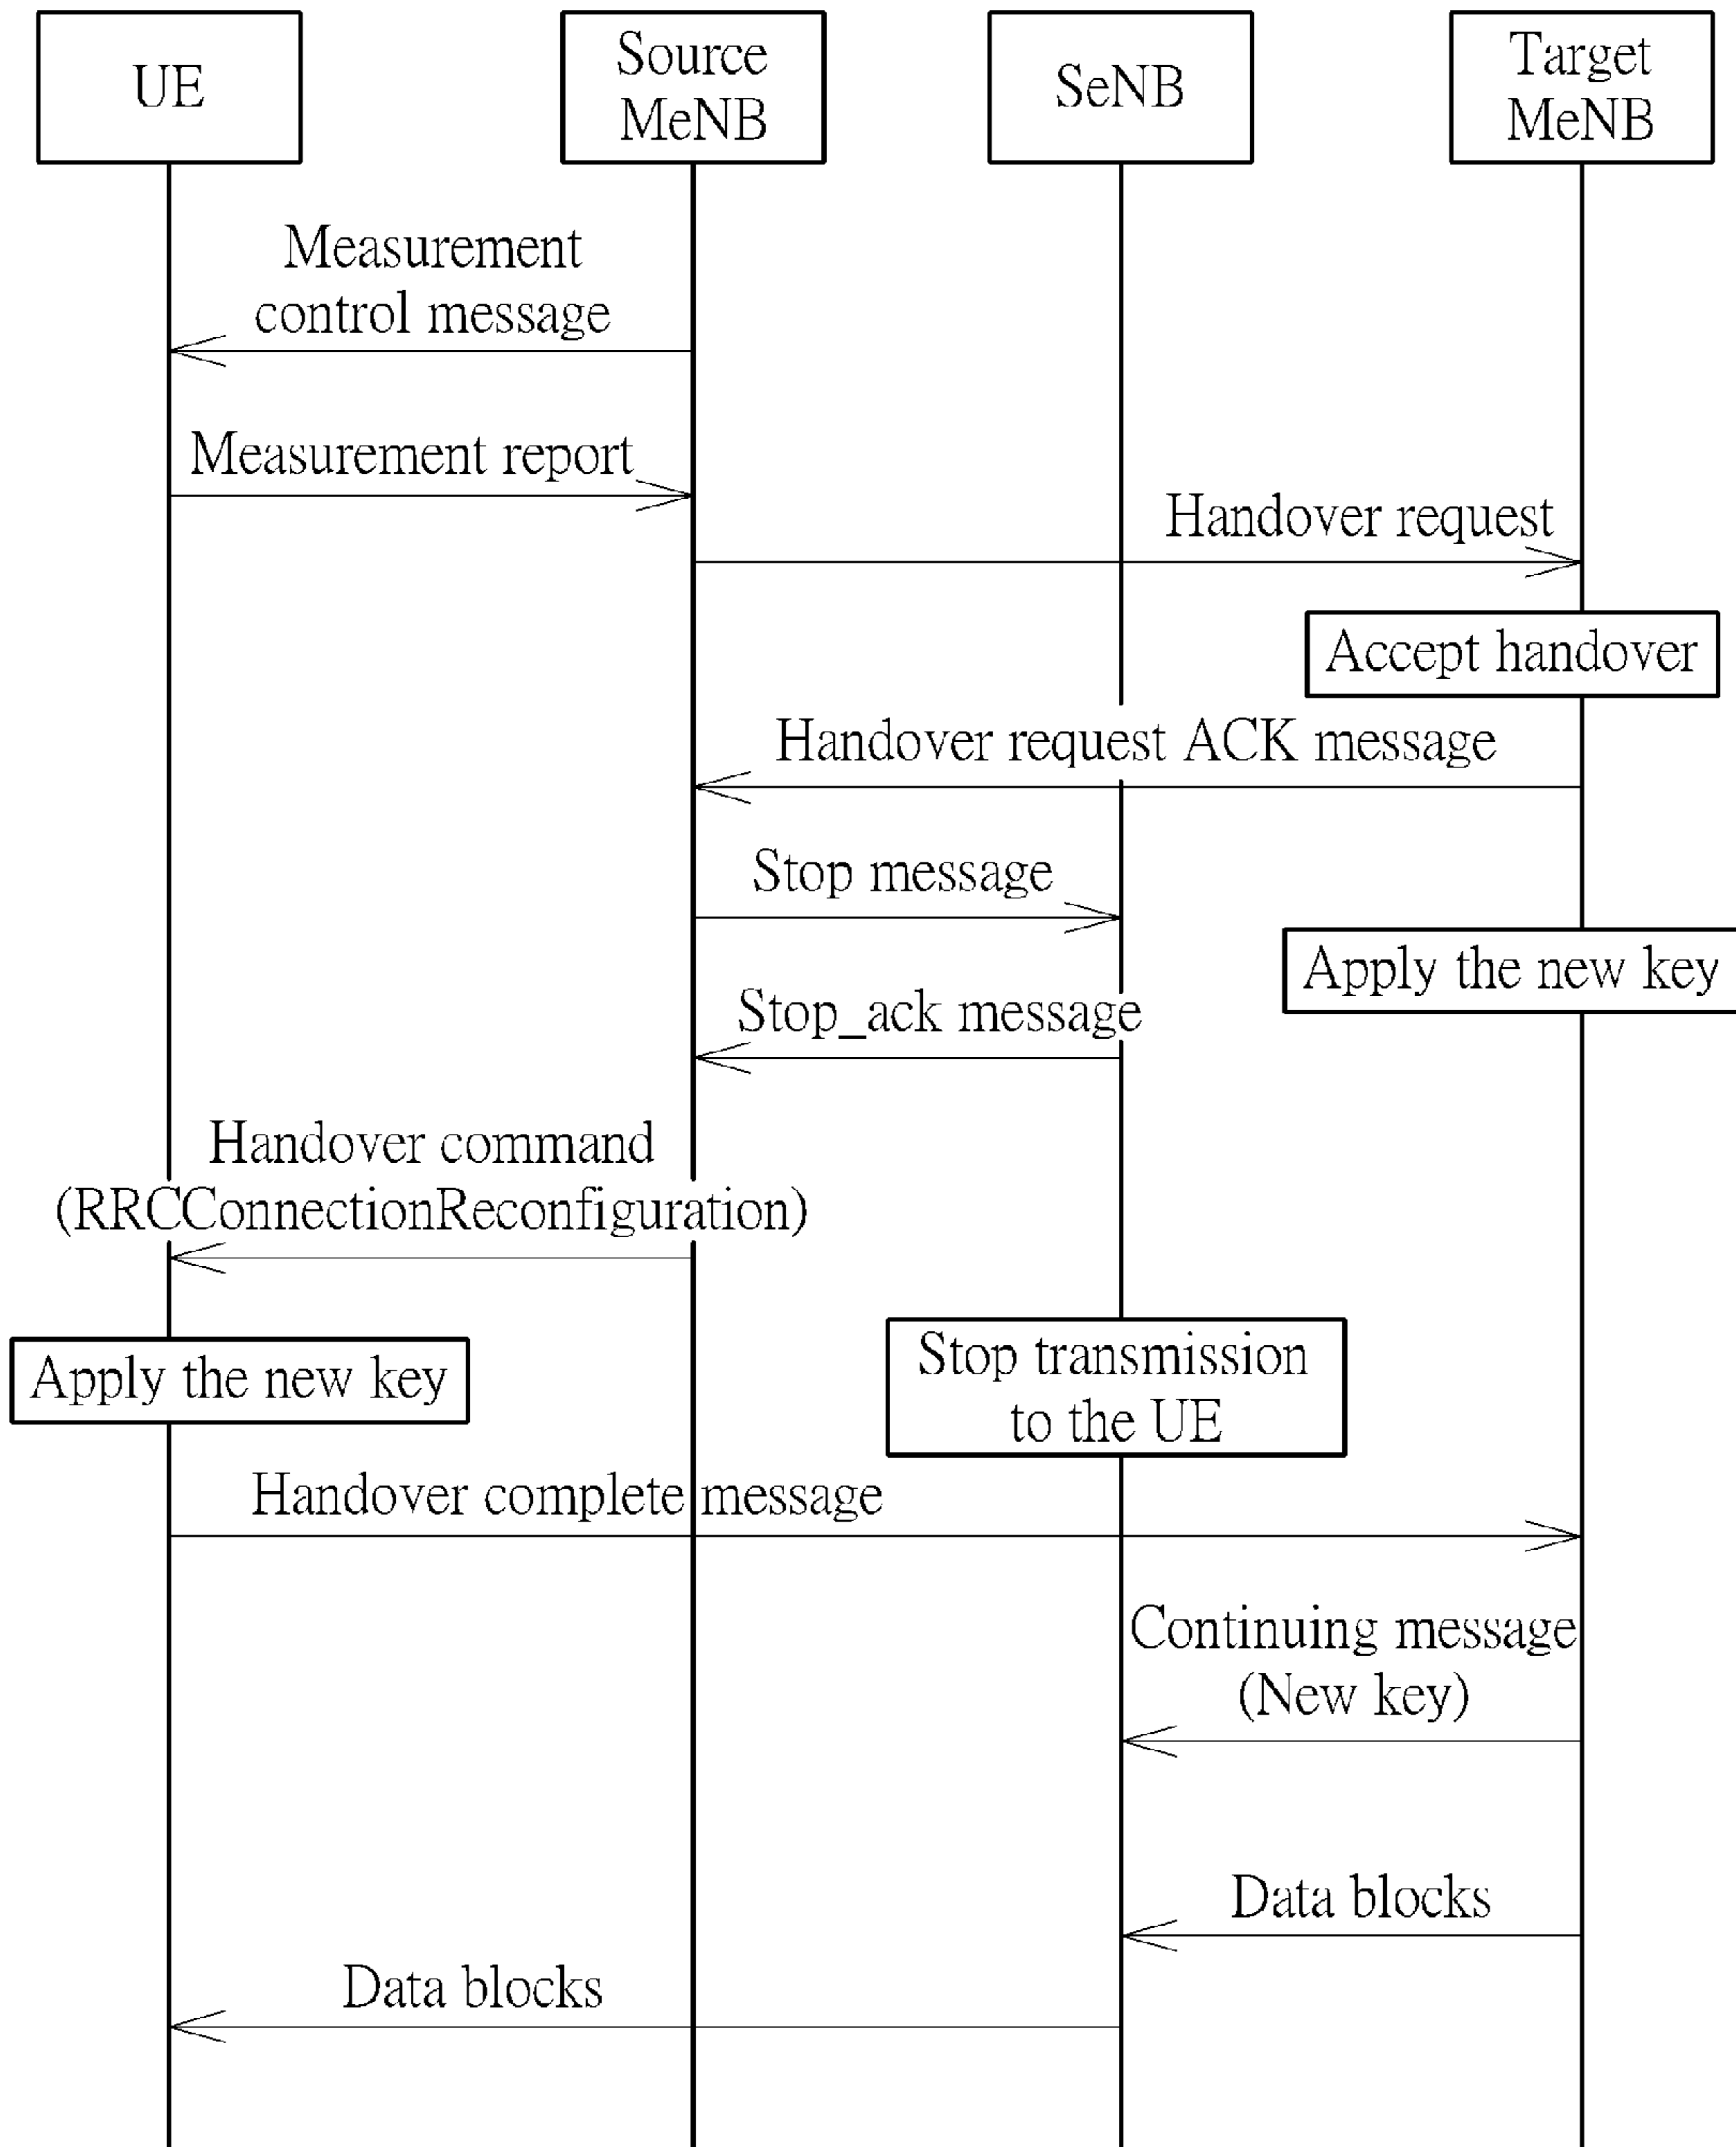 UE
Source
MeNB
SeNB
Target
MeNB
Measurement
control message
Measurement report
Handover request
Accept handover
Handover request ACK message
Stop message
Apply the new key
Stop_ack message
Handover command
(RRCConnectionReconfiguration)
Apply the new key
Stop transmission
to the UE
Handover complete message
Continuing message
(New key)
Data blocks
Data blocks